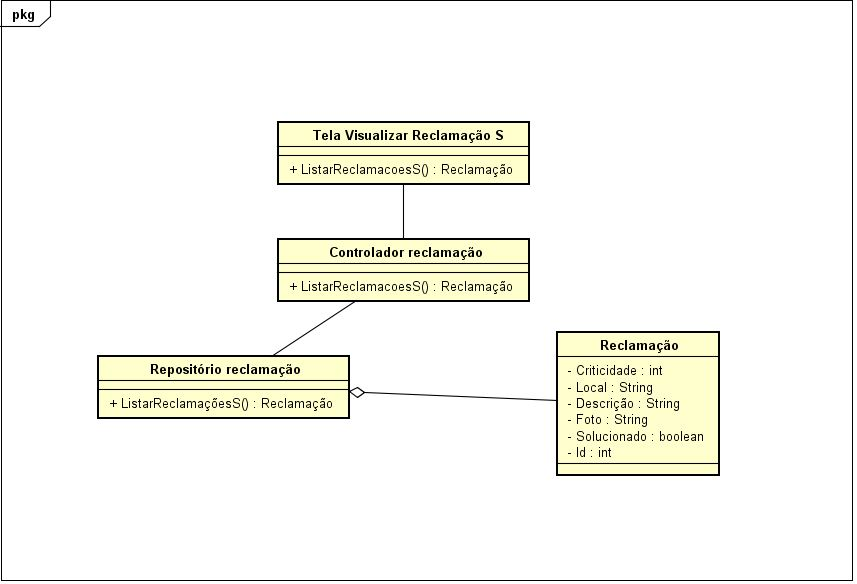 pkg
Tela Visualizar Reclamação S
+ ListarReclamacoesS() : Reclamação
Controlador reclamação
+ ListarReclamacoesS() : Reclamação
Repositório reclamação
+ ListarReclamaçõesS() : Reclamação
Reclamação
- Criticidade : int
- Local : String
- Descrição : String
- Foto : String
- Solucionado : boolean
- Id : int